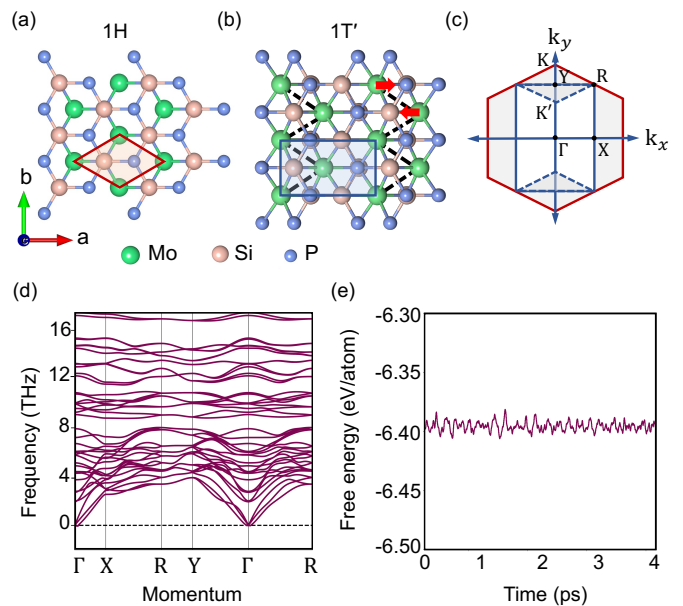 (a) 1H
(b) 1T′
(c)
k_y
K Y R
K′
Γ X k_x
b
a
Mo Si P
(d)
Frequency (THz)
16
12
8
4
0
Γ X R Y Γ R
Momentum
(e)
Free energy (eV/atom)
-6.30
-6.35
-6.40
-6.45
-6.50
0 1 2 3 4
Time (ps)